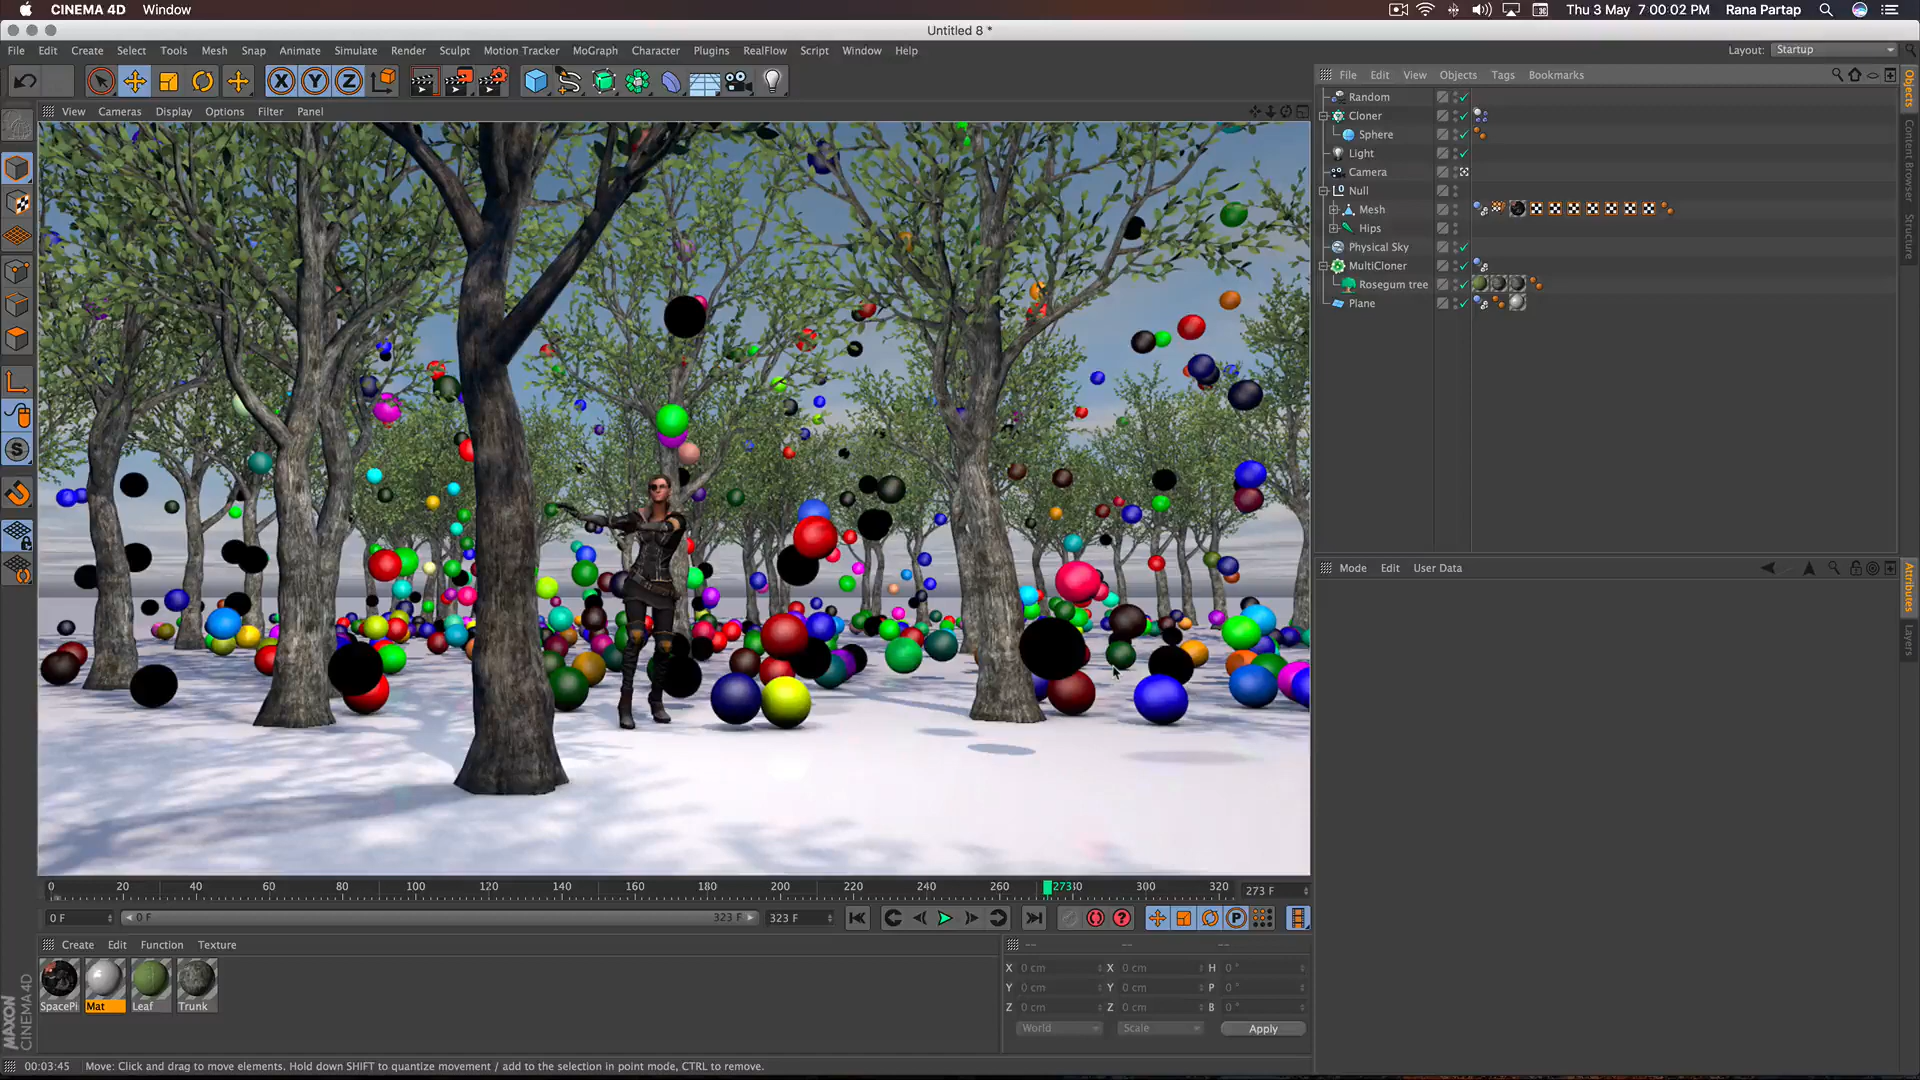 CINEMA 4D Window
Thu 3 May 7 00:02 PM Rana Partap
Untitled 8 *
File Edit Create Select Tools Mesh Snap Animate Simulate Render Sculpt Motion Tracker MoGraph Character Plugins RealFlow Script Window Help
Layout: Startup
File Edit View Objects Tags Bookmarks
View Cameras Display Options Filter Panel
Random
Cloner
Sphere
Light
Camera
Null
Mesh
Hips
Physical Sky
MultiCloner
Rosegum tree
Plane
Objects
Content Browser
Structure
Mode Edit User Data
Attributes
Layers
0 20 40 60 80 100 120 140 160 180 200 220 240 260 273 300 320 273 F
0 F 0 F 323 F 323 F
Create Edit Function Texture
-- -- --
X 0 cm X 0 cm H 0 °
Y 0 cm Y 0 cm P 0 °
Z 0 cm Z 0 cm B 0 °
World Scale Apply
SpacePi Mat Leaf Trunk
MAXON
CINEMA 4D
00:03:45 Move: Click and drag to move elements. Hold down SHIFT to quantize movement / add to the selection in point mode, CTRL to remove.